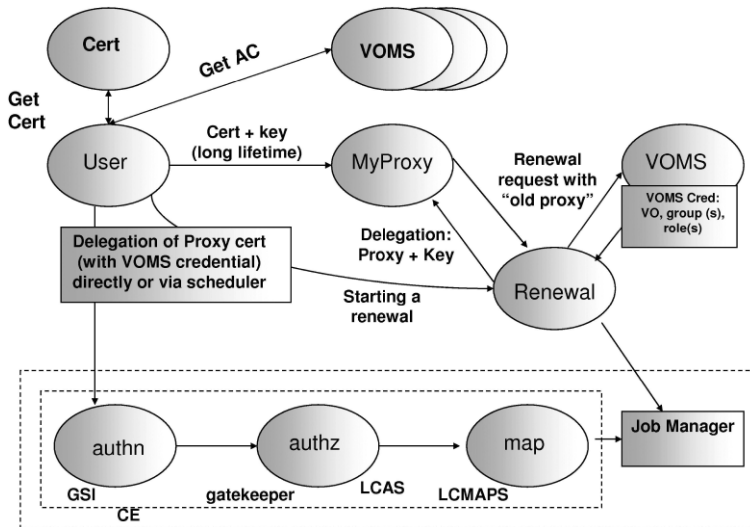 Cert
Get AC
VOMS
Get
Cert
User
Cert + key
(long lifetime)
MyProxy
Renewal
request with
“old proxy”
VOMS
VOMS Cred:
VO, group (s),
role(s)
Delegation of Proxy cert
(with VOMS credential)
directly or via scheduler
Delegation:
Proxy + Key
Starting a
renewal
Renewal
authn
authz
map
Job Manager
GSI
gatekeeper
LCAS
LCMAPS
CE